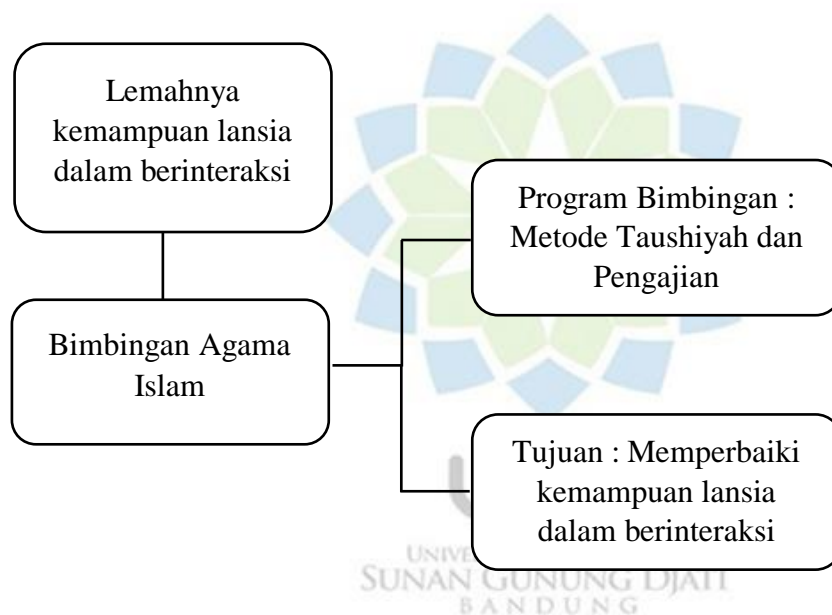 Lemahnya
kemampuan lansia
dalam berinteraksi
Program Bimbingan :
Metode Taushiyah dan
Pengajian
Bimbingan Agama
Islam
Tujuan : Memperbaiki
kemampuan lansia
dalam berinteraksi
SUNAN GUNUNG DJATI
BANDUNG